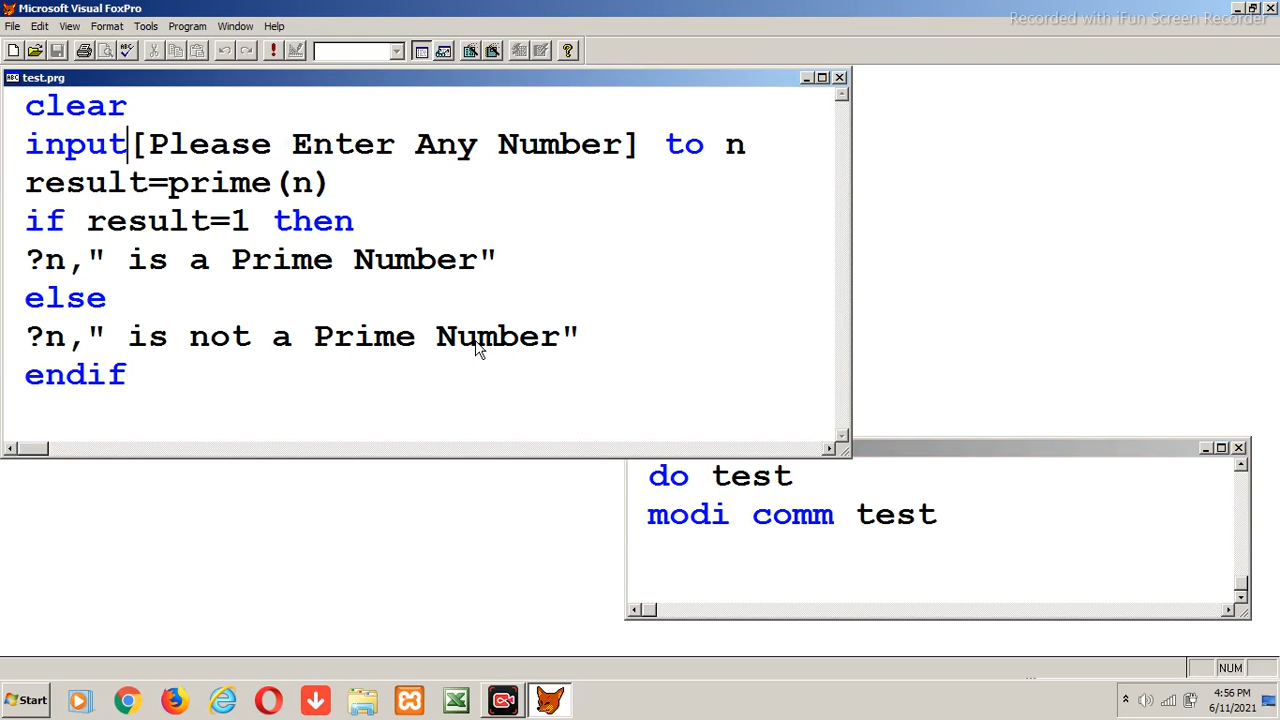 Microsoft Visual FoxPro
File Edit View Format Tools Program Window Help
Recorded with iFun Screen Recorder
test.prg
clear
input[Please Enter Any Number] to n
result=prime(n)
if result=1 then
?n," is a Prime Number"
else
?n," is not a Prime Number"
endif
do test
modi comm test
NUM
Start
4:56 PM
6/11/2021